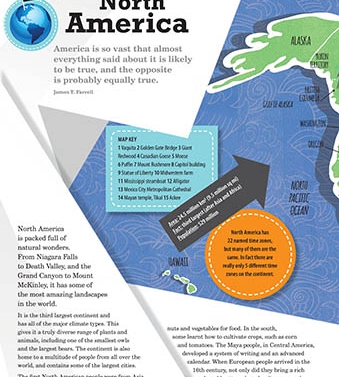 North
America
America is so vast that almost
everything said about it is likely
to be true, and the opposite
is probably equally true.
James T. Farrell
MAP KEY
1 Vaquita 2 Golden Gate Bridge 3 Giant
Redwood 4 Canadian Goose 5 Moose
6 Puffin 7 Mount Rushmore 8 Capitol building
9 Statue of Liberty 10 Midwestern farm
11 Mississippi steamboat 12 Alligator
13 Mexico City Metropolitan Cathedral
14 Mayan temple, Tikal 15
Area: 24.5 million km² (9.5 million sq mi)
Fact: third largest (after Asia and Africa)
Population: 529 million
North America has
22 named time zones,
but many of them are
the same. In fact there are
really only 5 different time
zones on the continent.
ALASKA
YUKON
TERRITORY
GULF OF ALASKA
BRITISH
COLUMBIA
WASHINGTON
OREGON
NORTH
PACIFIC
OCEAN
HAWAII
North America
is packed full of
natural wonders.
From Niagara Falls
to Death Valley, and the
Grand Canyon to Mount
McKinley, it has some of
the most amazing landscapes
in the world.
It is the third largest continent and
has all of the major climate types. This
gives it a truly diverse range of plants and
animals, including one of the smallest owls
and the largest bears. The continent is also
home to a multitude of people from all over the
world, and contains some of the largest cities.
The first North American people were from Asia
nuts and vegetables for food. In the south,
some learnt how to cultivate crops, such as corn
and tomatoes. The Maya people, in Central America,
developed a system of writing and an advanced
calendar. When European people arrived in the
16th century, not only did they bring a rich